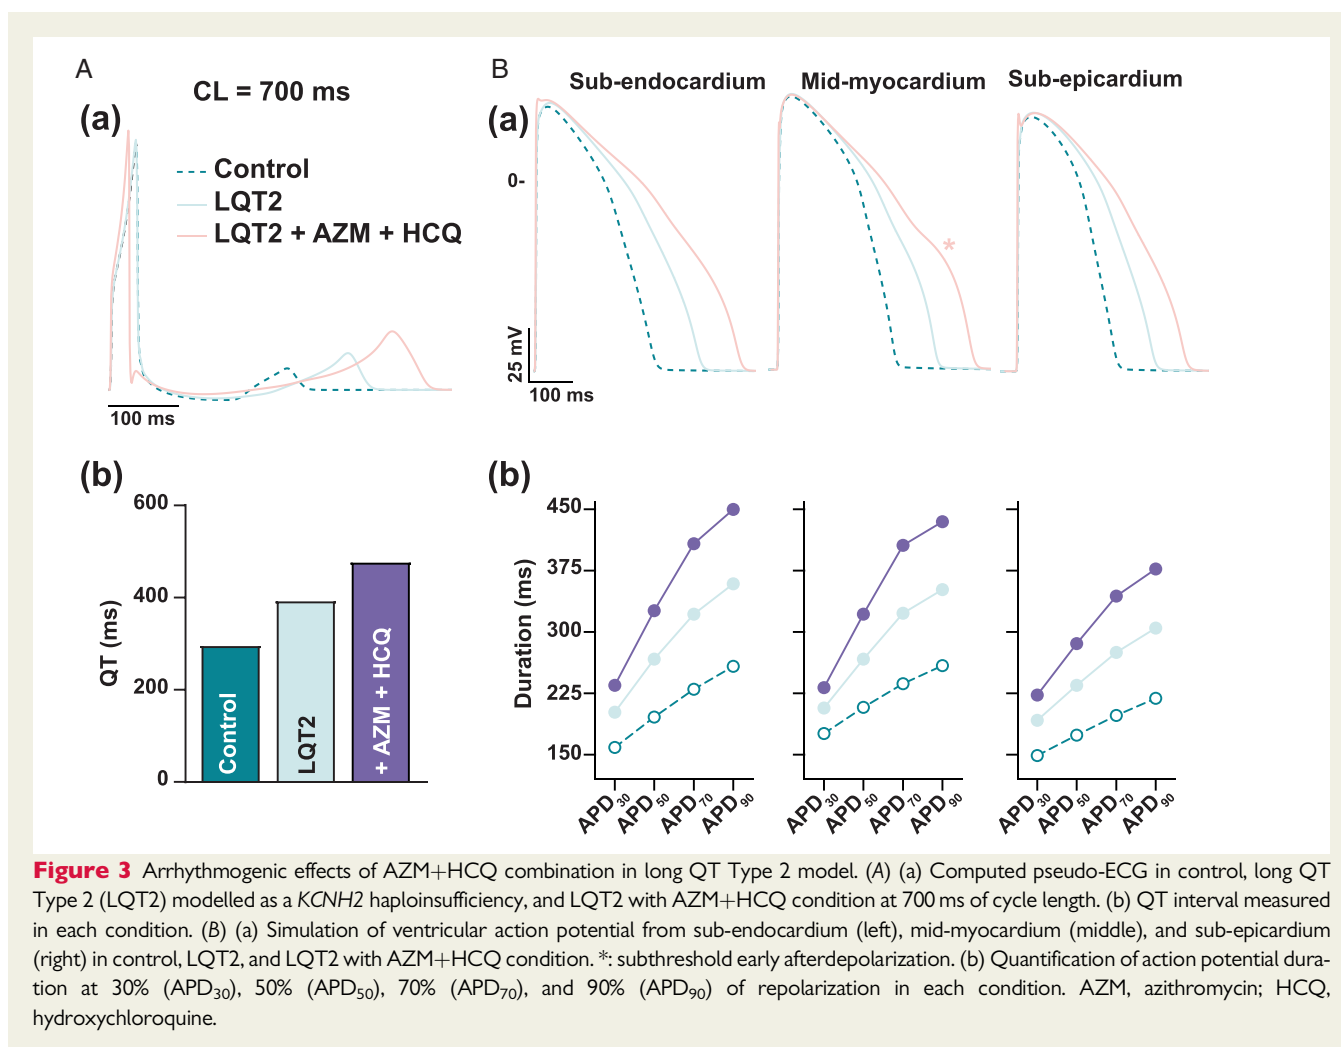 A
CL = 700 ms
(a)
Control
LQT2
LQT2 + AZM + HCQ
100 ms
(b)
QT (ms)
600
400
200
0
Control
LQT2
+ AZM + HCQ
B
Sub-endocardium
Mid-myocardium
Sub-epicardium
(a)
0-
*
25 mV
100 ms
(b)
Duration (ms)
450
375
300
225
150
APD30
APD50
APD70
APD90
APD30
APD50
APD70
APD90
APD30
APD50
APD70
APD90
Figure 3 Arrhythmogenic effects of AZM+HCQ combination in long QT Type 2 model. (A) (a) Computed pseudo-ECG in control, long QT
Type 2 (LQT2) modelled as a KCNH2 haploinsufficiency, and LQT2 with AZM+HCQ condition at 700 ms of cycle length. (b) QT interval measured
in each condition. (B) (a) Simulation of ventricular action potential from sub-endocardium (left), mid-myocardium (middle), and sub-epicardium
(right) in control, LQT2, and LQT2 with AZM+HCQ condition. *: subthreshold early afterdepolarization. (b) Quantification of action potential dura-
tion at 30% (APD30), 50% (APD50), 70% (APD70), and 90% (APD90) of repolarization in each condition. AZM, azithromycin; HCQ,
hydroxychloroquine.